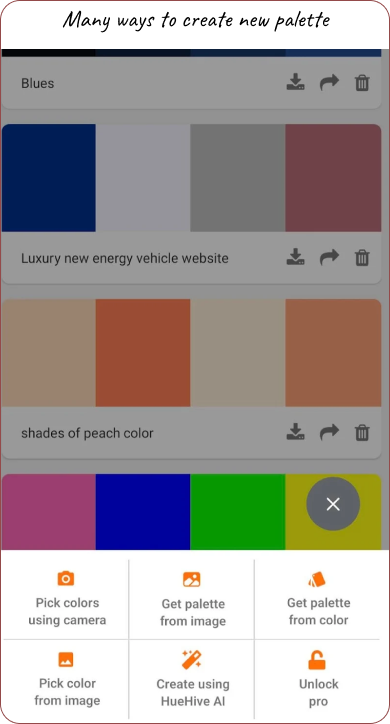 Many ways to create new palette
Blues
Luxury new energy vehicle website
shades of peach color
Pick colors
using camera
Get palette
from image
Get palette
from color
Pick color
from image
Create using
HueHive AI
Unlock
pro